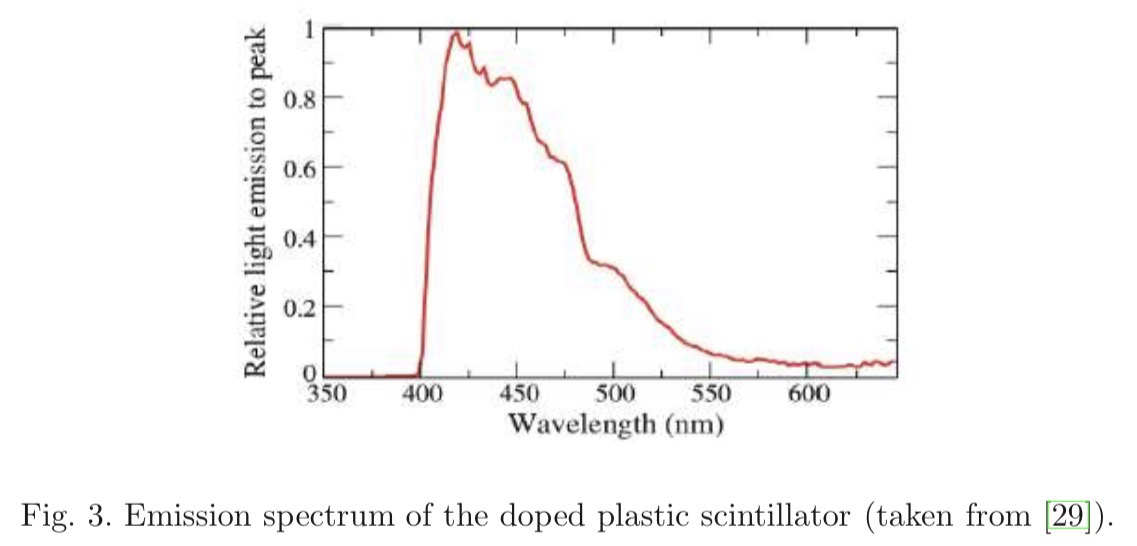 Relative light emission to peak
1
0.8
0.6
0.4
0.2
0
350 400 450 500 550 600
Wavelength (nm)
Fig. 3. Emission spectrum of the doped plastic scintillator (taken from [29]).